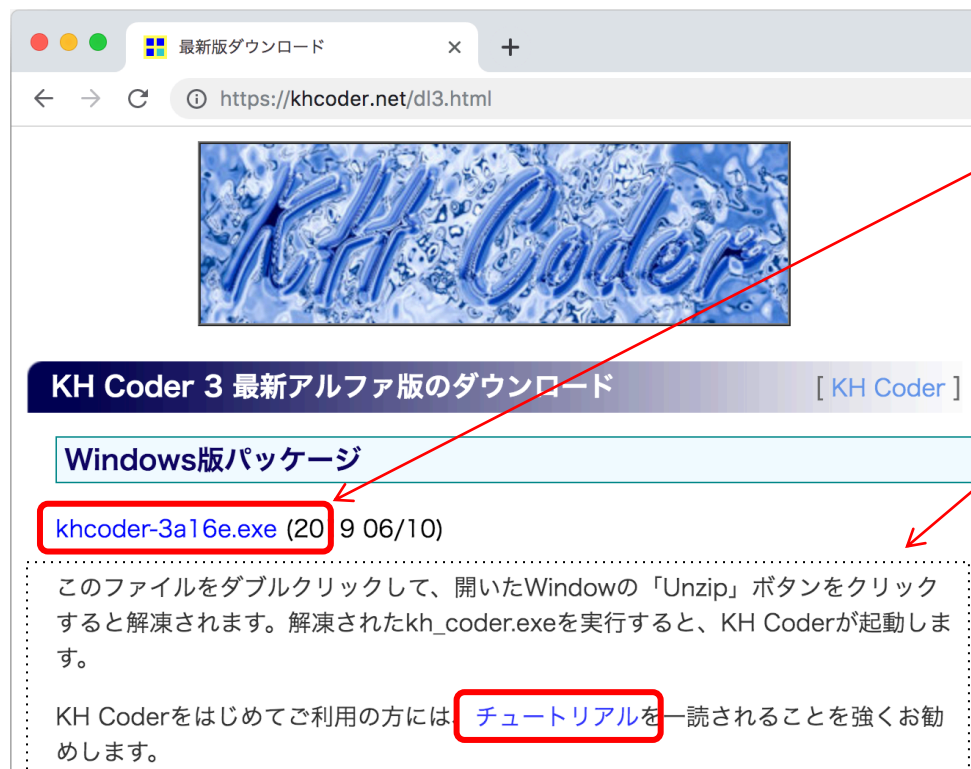 最新版ダウンロード
https://khcoder.net/dl3.html
KH Coder
KH Coder 3 最新アルファ版のダウンロード [ KH Coder ]
Windows版パッケージ
khcoder-3a16e.exe (20 9 06/10)
このファイルをダブルクリックして、開いたWindowの「Unzip」ボタンをクリック
すると解凍されます。解凍されたkh_coder.exeを実行すると、KH Coderが起動しま
す。
KH Coderをはじめてご利用の方には、チュートリアルを一読されることを強くお勧
めします。